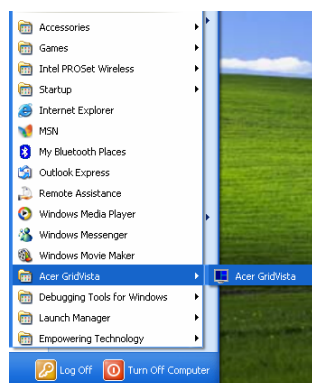 Accessories
Games
Intel PROSet Wireless
Startup
Internet Explorer
MSN
My Bluetooth Places
Outlook Express
Remote Assistance
Windows Media Player
Windows Messenger
Windows Movie Maker
Acer GridVista
Acer GridVista
Debugging Tools for Windows
Launch Manager
Empowering Technology
Log Off
Turn Off Computer